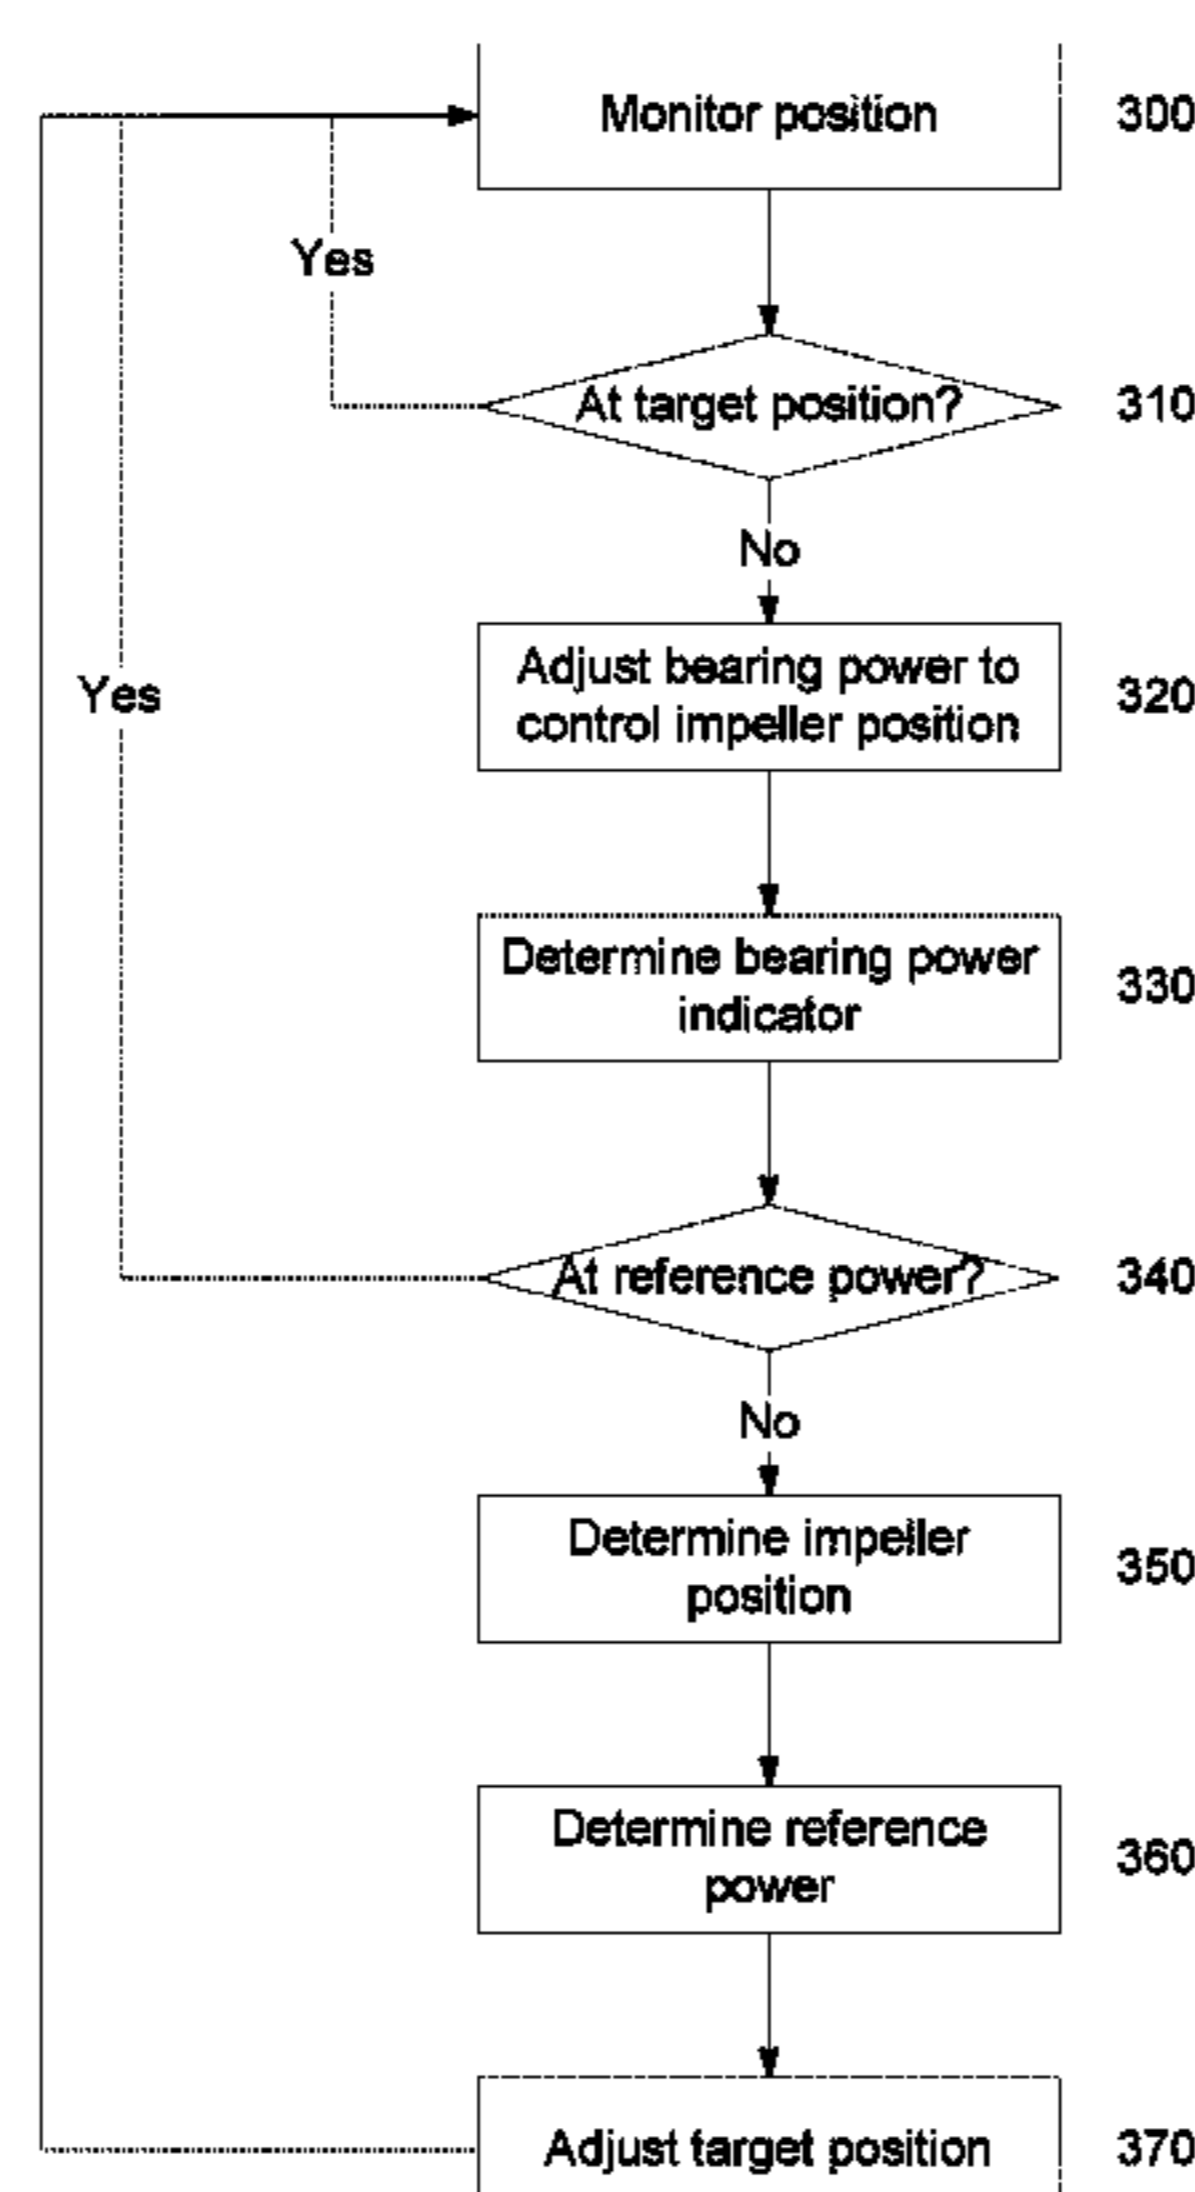 Monitor position 300
Yes
At target position? 310
No
Adjust bearing power to
control impeller position
320
Yes
Determine bearing power
indicator
330
At reference power? 340
No
Determine impeller
position
350
Determine reference
power
360
Adjust target position 370